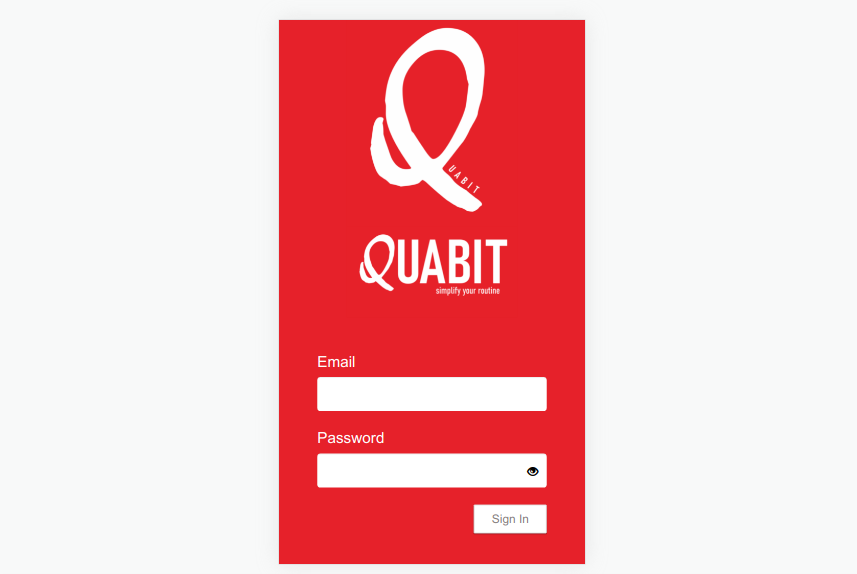 QUABIT
QUABIT
simplify your routine
Email
Password
Sign In